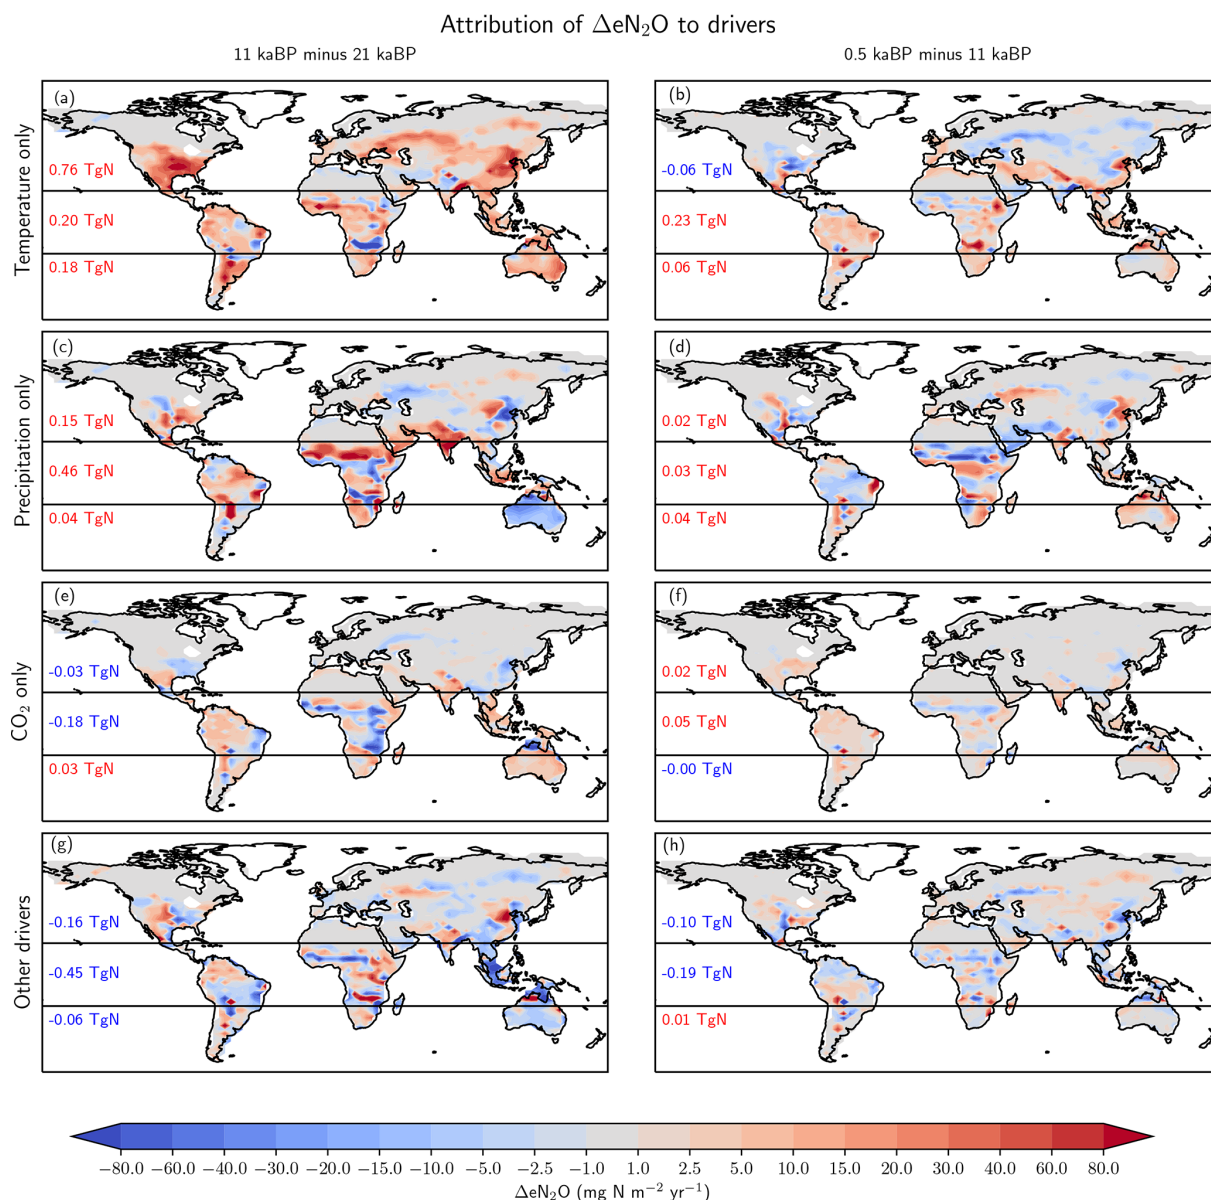 Attribution of ΔeN₂O to drivers
11 kaBP minus 21 kaBP
0.5 kaBP minus 11 kaBP
Temperature only
(a)
0.76 TgN
0.20 TgN
0.18 TgN
(b)
-0.06 TgN
0.23 TgN
0.06 TgN
Precipitation only
(c)
0.15 TgN
0.46 TgN
0.04 TgN
(d)
0.02 TgN
0.03 TgN
0.04 TgN
CO₂ only
(e)
-0.03 TgN
-0.18 TgN
0.03 TgN
(f)
0.02 TgN
0.05 TgN
-0.00 TgN
Other drivers
(g)
-0.16 TgN
-0.45 TgN
-0.06 TgN
(h)
-0.10 TgN
-0.19 TgN
0.01 TgN
−80.0 −60.0 −40.0 −30.0 −20.0 −15.0 −10.0 −5.0 −2.5 −1.0 1.0 2.5 5.0 10.0 15.0 20.0 30.0 40.0 60.0 80.0
ΔeN₂O (mg N m⁻² yr⁻¹)